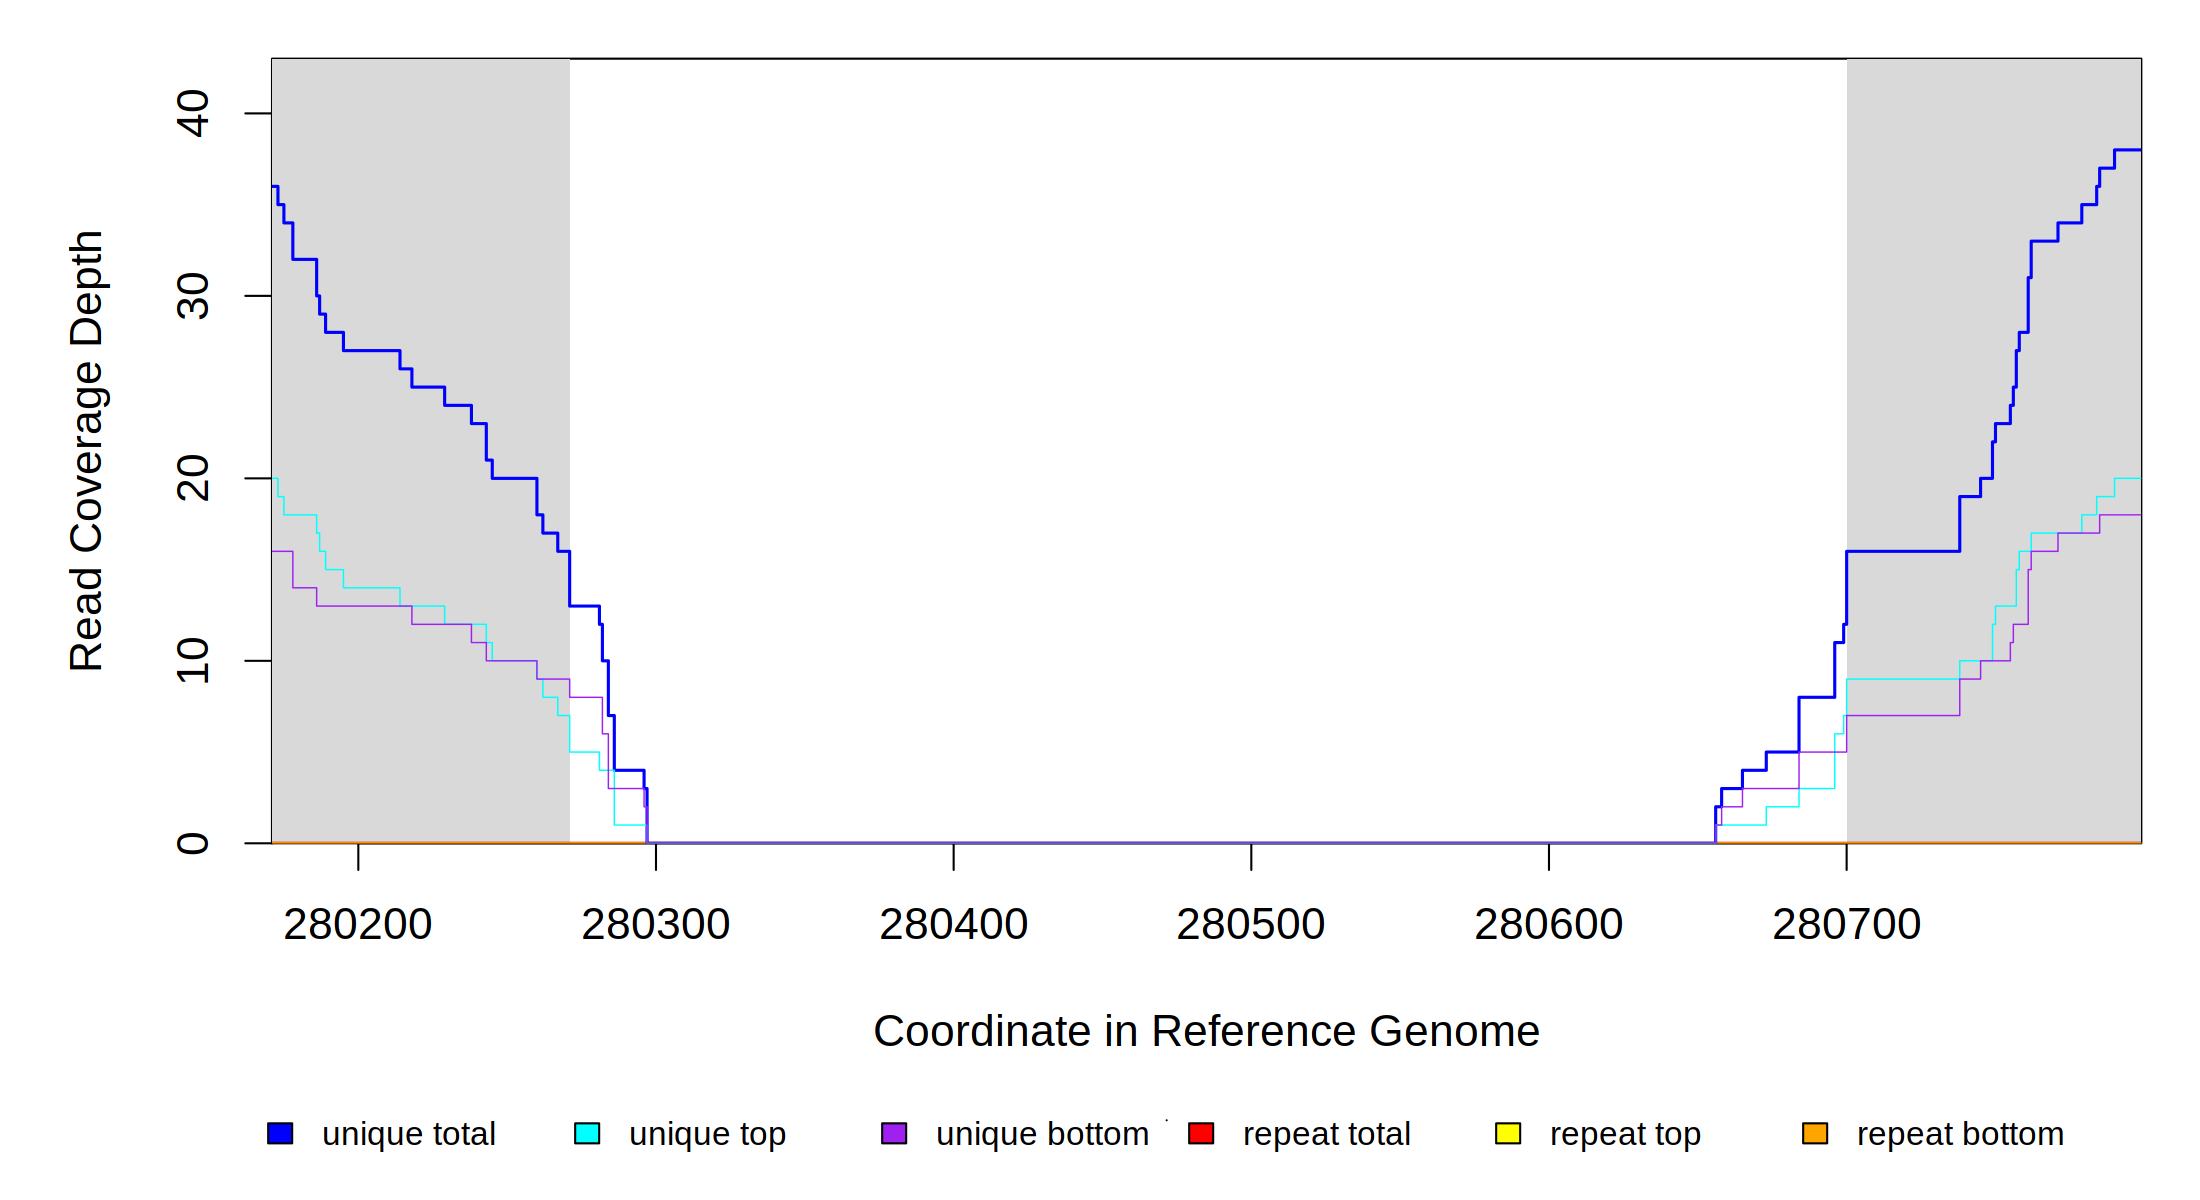 Read Coverage Depth
40
30
20
10
0
280200 280300 280400 280500 280600 280700
Coordinate in Reference Genome
unique total unique top unique bottom repeat total repeat top repeat bottom